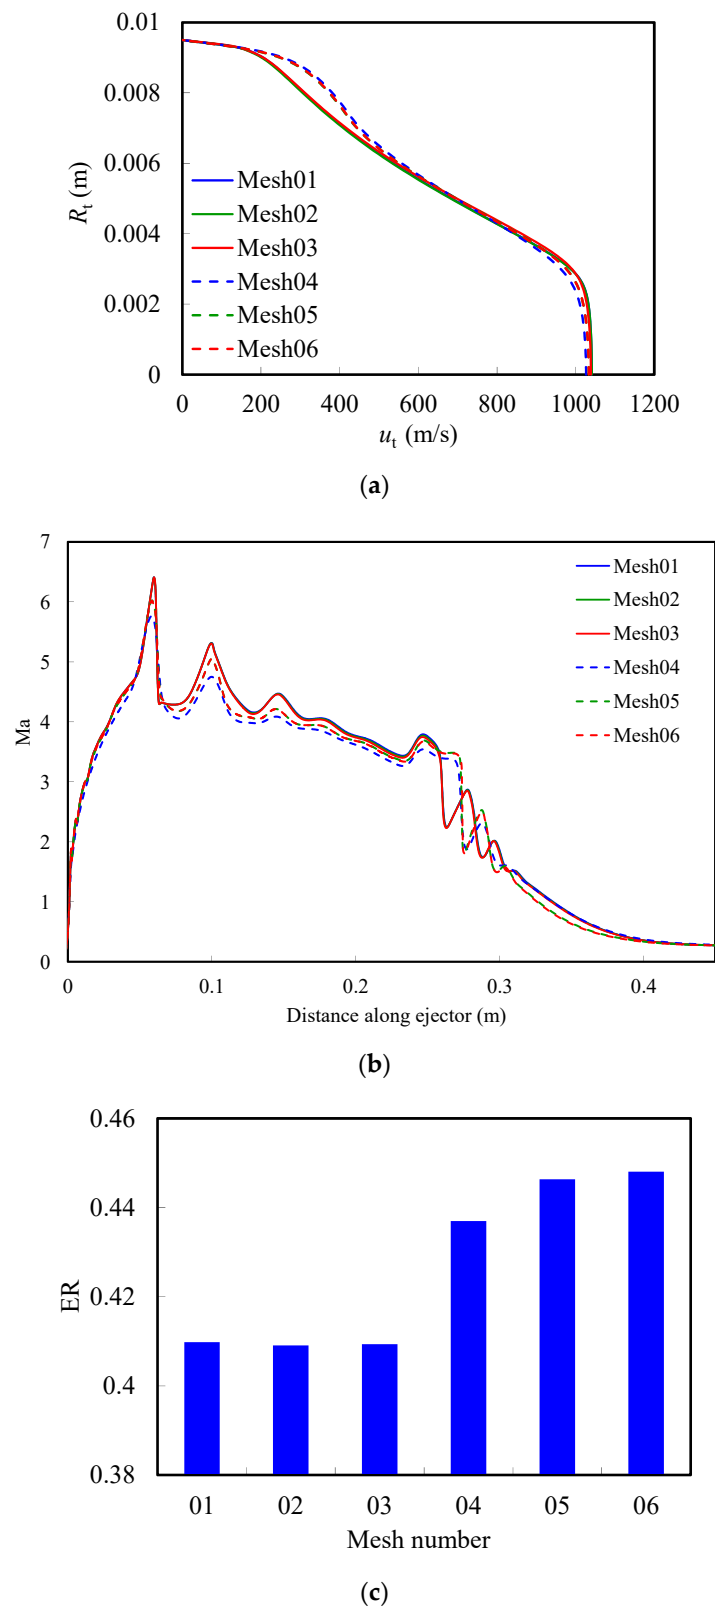 0.01
0.008
0.006
0.004
0.002
0
R_t (m)
Mesh01
Mesh02
Mesh03
Mesh04
Mesh05
Mesh06
0 200 400 600 800 1000 1200
u_t (m/s)
(a)
7
6
5
4
3
2
1
0
Ma
Mesh01
Mesh02
Mesh03
Mesh04
Mesh05
Mesh06
0 0.1 0.2 0.3 0.4
Distance along ejector (m)
(b)
0.46
0.44
0.42
0.4
0.38
ER
01 02 03 04 05 06
Mesh number
(c)